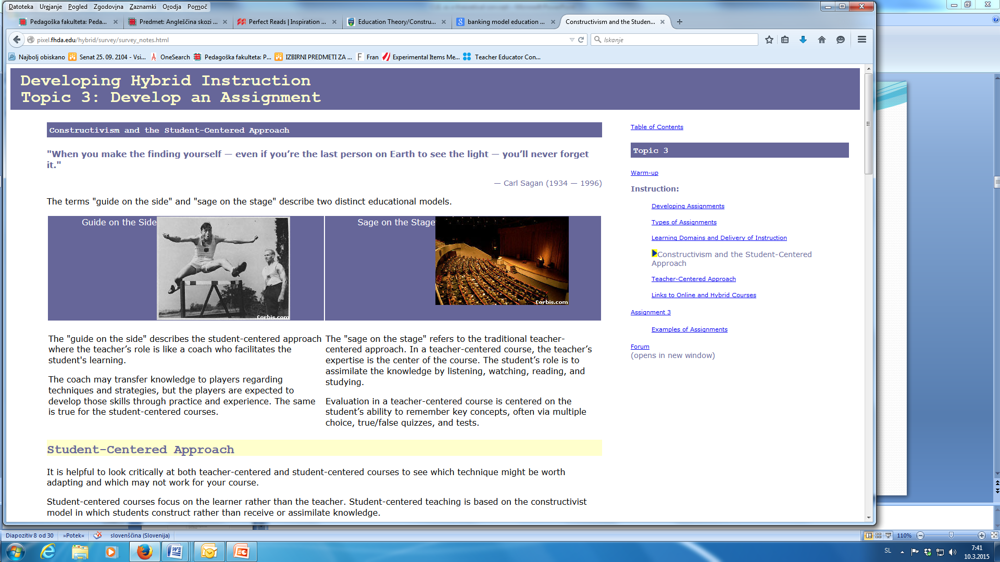 Datoteka Urejanje Pogled Zgodovina Zaznamki Orodja Pomoč
Pedagoška fakulteta: Peda...
Predmet: Angleščina skozi ...
Perfect Reads | Inspiration ...
Education Theory/Constru...
banking model education ...
Constructivism and the Studen...
pixel.fhda.edu/hybrid/survey/survey_notes.html
Iskanje
Najbolj obiskano
Senat 25. 09. 2104 - Vsi...
OneSearch
Pedagoška fakulteta: P...
IZBIRNI PREDMETI ZA ...
Fran
Experimental Items Me...
Teacher Educator Con...
Developing Hybrid Instruction
Topic 3: Develop an Assignment
Constructivism and the Student-Centered Approach
"When you make the finding yourself — even if you’re the last person on Earth to see the light — you’ll never forget
it."
— Carl Sagan (1934 — 1996)
The terms "guide on the side" and "sage on the stage" describe two distinct educational models.
Guide on the Side
Corbis.com
Sage on the Stage
Corbis.com
The "guide on the side" describes the student-centered approach
where the teacher’s role is like a coach who facilitates the
student's learning.
The coach may transfer knowledge to players regarding
techniques and strategies, but the players are expected to
develop those skills through practice and experience. The same
is true for the student-centered courses.
The "sage on the stage" refers to the traditional teacher-
centered approach. In a teacher-centered course, the teacher’s
expertise is the center of the course. The student’s role is to
assimilate the knowledge by listening, watching, reading, and
studying.
Evaluation in a teacher-centered course is centered on the
student’s ability to remember key concepts, often via multiple
choice, true/false quizzes, and tests.
Student-Centered Approach
It is helpful to look critically at both teacher-centered and student-centered courses to see which technique might be worth
adapting and which may not work for your course.
Student-centered courses focus on the learner rather than the teacher. Student-centered teaching is based on the constructivist
model in which students construct rather than receive or assimilate knowledge.
Table of Contents
Topic 3
Warm-up
Instruction:
Developing Assignments
Types of Assignments
Learning Domains and Delivery of Instruction
Constructivism and the Student-Centered
Approach
Teacher-Centered Approach
Links to Online and Hybrid Courses
Assignment 3
Examples of Assignments
Forum
(opens in new window)
Diapozitiv 8 od 30
»Potek«
slovenščina (Slovenija)
110%
SL
7:41
10.3.2015